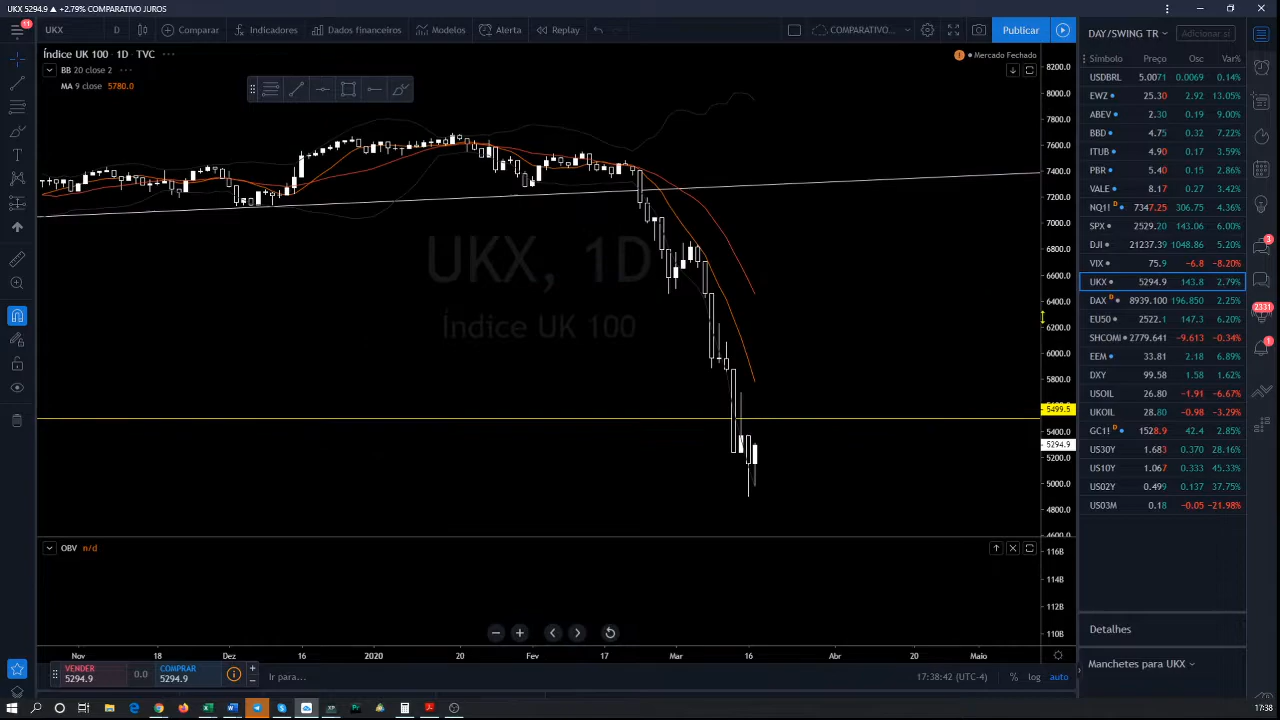 UKX 5294.9 ▲ +2.79% COMPARATIVO JUROS
11
UKX D Comparar Indicadores Dados financeiros Modelos Alerta Replay COMPARATIVO... Publicar
DAY/SWING TR Adicionar sí
Índice UK 100 · 1D · TVC ···
Mercado Fechado
BB 20 close 2 ···
MA 9 close 5780.0
UKX, 1D
Índice UK 100
8200.0
8000.0
7800.0
7600.0
7400.0
7200.0
7000.0
6800.0
6600.0
6400.0
6200.0
6000.0
5800.0
5499.5
5400.0
5294.9
5200.0
5000.0
4800.0
4600.0
OBV n/d
116B
114B
112B
110B
Nov 18 Dez 16 2020 20 Fev 17 Mar 16 Abr 20 Maio
VENDER 5294.9
0.0
COMPRAR 5294.9
Ir para...
17:38:42 (UTC-4) % log auto
Símbolo Preço Osc Var%
USDBRL 5.0071 0.0069 0.14%
EWZ 25.30 2.92 13.05%
ABEV 2.30 0.19 9.00%
BBD 4.75 0.32 7.22%
ITUB 4.90 0.17 3.59%
PBR 5.40 0.15 2.86%
VALE 8.17 0.27 3.42%
NQ1! D 7347.25 306.75 4.36%
SPX 2529.20 143.06 6.00%
DJI 21237.39 1048.86 5.20%
VIX 75.9 −6.8 −8.20%
UKX 5294.9 143.8 2.79%
DAX D 8939.100 196.850 2.25%
EU50 2522.1 147.3 6.20%
SHCOMI 2779.641 −9.613 −0.34%
EEM 33.81 2.18 6.89%
DXY 99.58 1.58 1.62%
USOIL 26.80 −1.91 −6.67%
UKOIL 28.80 −0.98 −3.29%
GC1! D 1528.9 42.4 2.85%
US30Y 1.683 0.370 28.16%
US10Y 1.067 0.333 45.33%
US02Y 0.499 0.137 37.75%
US03M 0.18 −0.05 −21.98%
Detalhes
Manchetes para UKX
3
2331
1
17:38